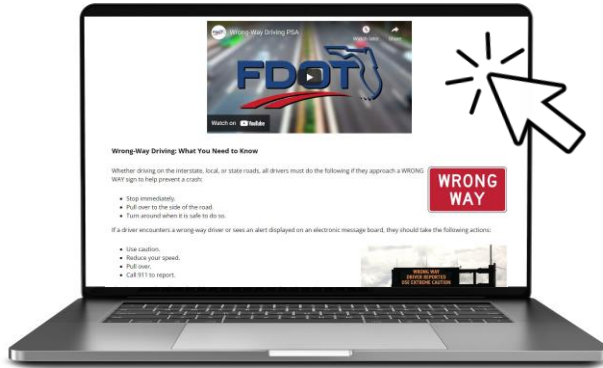 Wrong-Way Driving PSA
Watch later
Share
FDOT
Watch on YouTube
Wrong-Way Driving: What You Need to Know
Whether driving on the interstate, local, or state roads, all drivers must do the following if they approach a WRONG
WAY sign to help prevent a crash:
WRONG
WAY
• Stop immediately.
• Pull over to the side of the road.
• Turn around when it is safe to do so.
If a driver encounters a wrong-way driver or sees an alert displayed on an electronic message board, they should take the following actions:
• Use caution.
• Reduce your speed.
• Pull over.
• Call 911 to report.
WRONG WAY
DRIVER REPORTED
USE EXTREME CAUTION